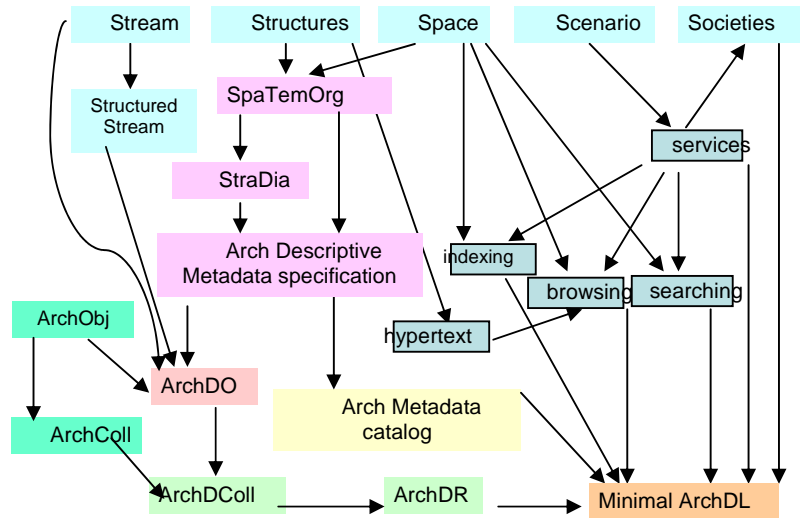 Stream
Structures
Space
Scenario
Societies
Structured
Stream
SpaTemOrg
services
StraDia
Arch Descriptive
Metadata specification
indexing
browsing
searching
ArchObj
hypertext
ArchDO
Arch Metadata
catalog
ArchColl
ArchDColl
ArchDR
Minimal ArchDL